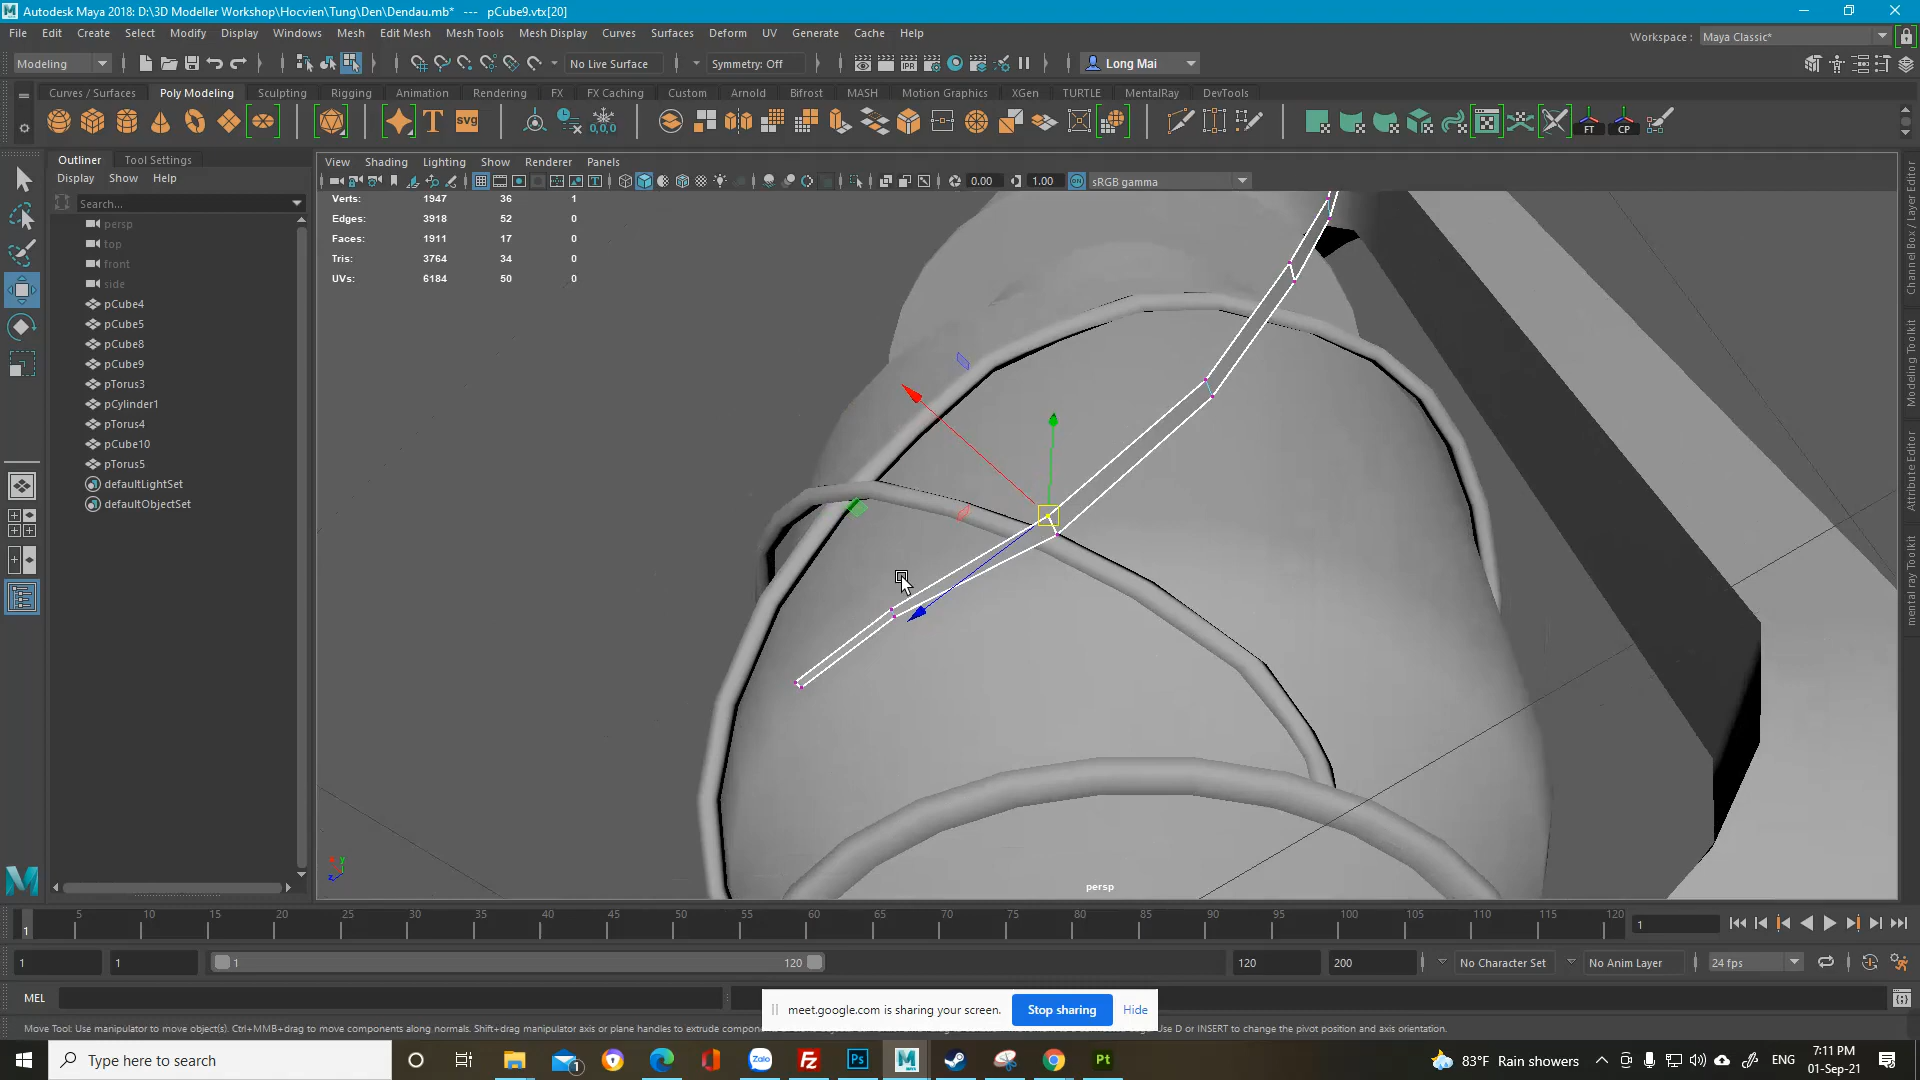 Autodesk Maya 2018: D:\3D Modeller Workshop\Hocvien\Tung\Den\Dendau.mb*   ---   pCube9.vtx[20]
File Edit Create Select Modify Display Windows Mesh Edit Mesh Mesh Tools Mesh Display Curves Surfaces Deform UV Generate Cache Help
Workspace : Maya Classic*
Modeling No Live Surface Symmetry: Off Long Mai
Curves / Surfaces Poly Modeling Sculpting Rigging Animation Rendering FX FX Caching Custom Arnold Bifrost MASH Motion Graphics XGen TURTLE MentalRay DevTools
T SVG 0,0,0 FT CP
Outliner Tool Settings
Display Show Help
Search...
persp
top
front
side
pCube4
pCube5
pCube8
pCube9
pTorus3
pCylinder1
pTorus4
pCube10
pTorus5
defaultLightSet
defaultObjectSet
View Shading Lighting Show Renderer Panels
0.00 1.00 sRGB gamma
Verts: 1947 36 1
Edges: 3918 52 0
Faces: 1911 17 0
Tris: 3764 34 0
UVs: 6184 50 0
persp
Channel Box / Layer Editor
Modeling Toolkit
Attribute Editor
mental ray Toolkit
5 10 15 20 25 30 35 40 45 50 55 60 65 70 75 80 85 90 95 100 105 110 115 120
1 1
1 1 1 120 120 200 No Character Set No Anim Layer 24 fps
MEL
meet.google.com is sharing your screen. Stop sharing Hide
Move Tool: Use manipulator to move object(s). Ctrl+MMB+drag to move components along normals. Shift+drag manipulator axis or plane handles to extrude
Use D or INSERT to change the pivot position and axis orientation.
Type here to search
Zalo Fz Ps Pt
83°F Rain showers ENG 7:11 PM
01-Sep-21